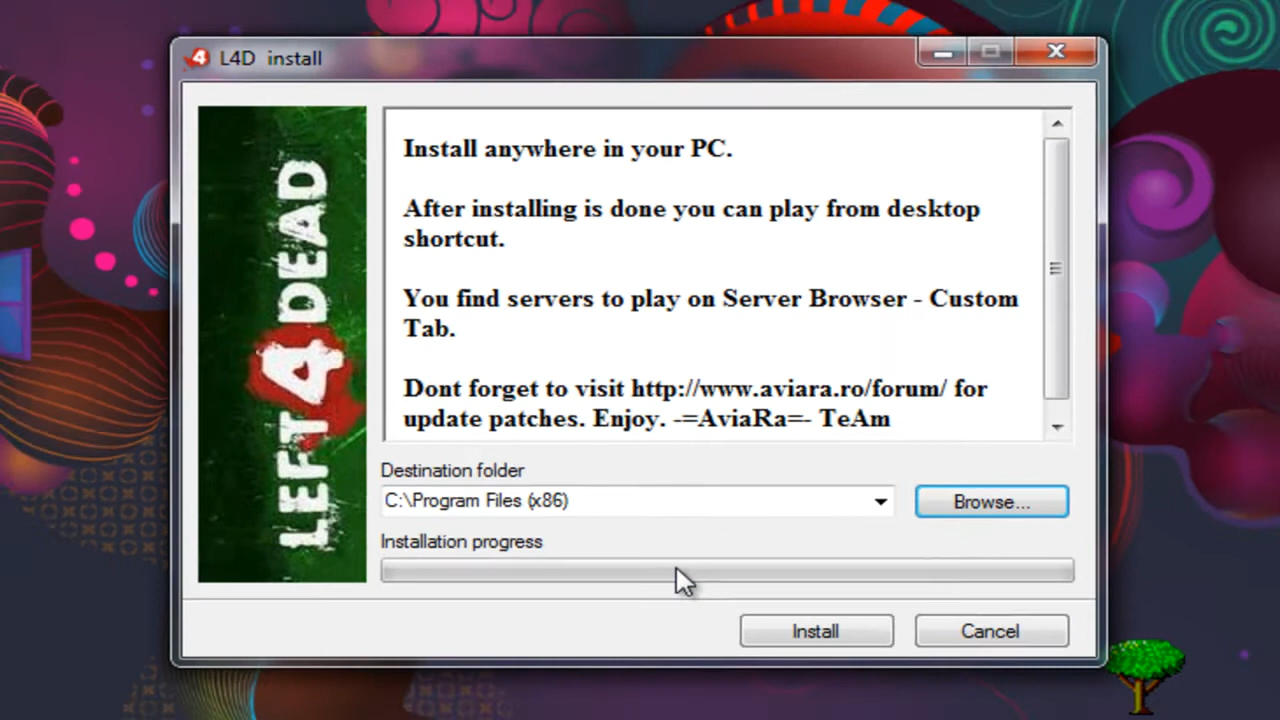 L4D install
Install anywhere in your PC.
After installing is done you can play from desktop
shortcut.
You find servers to play on Server Browser - Custom
Tab.
Dont forget to visit http://www.aviara.ro/forum/ for
update patches. Enjoy. -=AviaRa=- TeAm
LEFT 4 DEAD
Destination folder
C:\Program Files (x86)
Browse...
Installation progress
Install
Cancel